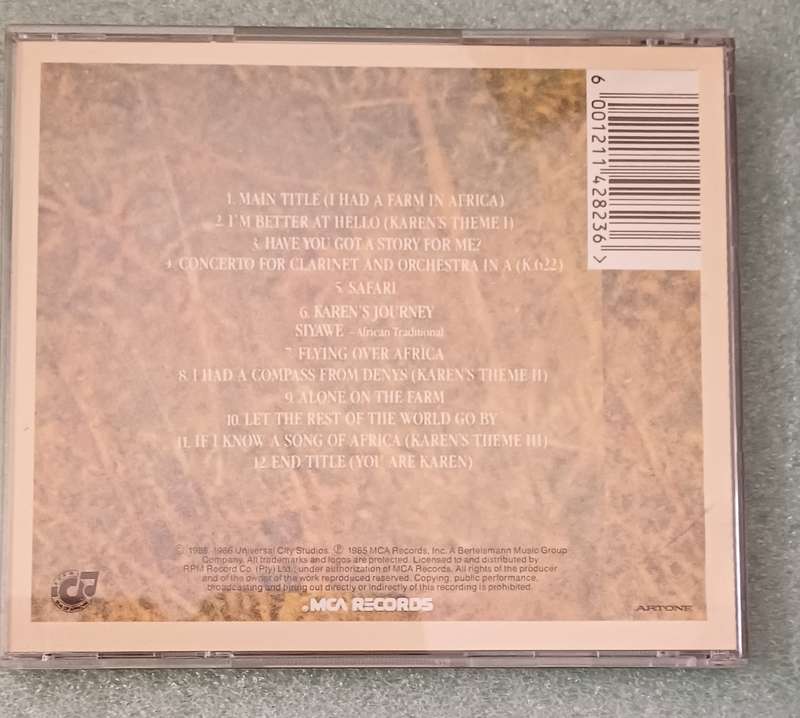 1. MAIN TITLE (I HAD A FARM IN AFRICA)
2. I'M BETTER AT HELLO (KAREN'S THEME I)
3. HAVE YOU GOT A STORY FOR ME?
4. CONCERTO FOR CLARINET AND ORCHESTRA IN A (K.622)
5. SAFARI
6. KAREN'S JOURNEY
SIYAWE – African Traditional
7. FLYING OVER AFRICA
8. I HAD A COMPASS FROM DENYS (KAREN'S THEME II)
9. ALONE ON THE FARM
10. LET THE REST OF THE WORLD GO BY
11. IF I KNOW A SONG OF AFRICA (KAREN'S THEME III)
12. END TITLE (YOU ARE KAREN)
6 001211 428236 >
© 1985, 1986 Universal City Studios. ℗ 1985 MCA Records, Inc. A Bertelsmann Music Group
Company. All trademarks and logos are protected. Licensed to and distributed by
RPM Record Co. (Pty) Ltd., under authorization of MCA Records. All rights of the producer
and of the owner of the work reproduced reserved. Copying, public performance,
broadcasting and hiring out directly or indirectly of this recording is prohibited.
MCA RECORDS
ARTONE